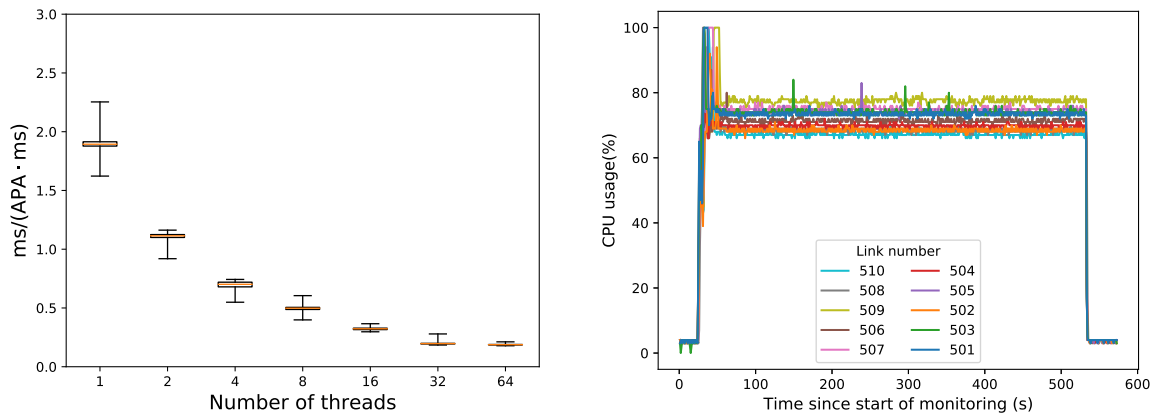 3.0
2.5
2.0
1.5
1.0
0.5
0.0
ms/(APA · ms)
1 2 4 8 16 32 64
Number of threads
100
80
60
40
20
0
CPU usage(%)
Link number
510 504
508 505
509 502
506 503
507 501
0 100 200 300 400 500 600
Time since start of monitoring (s)